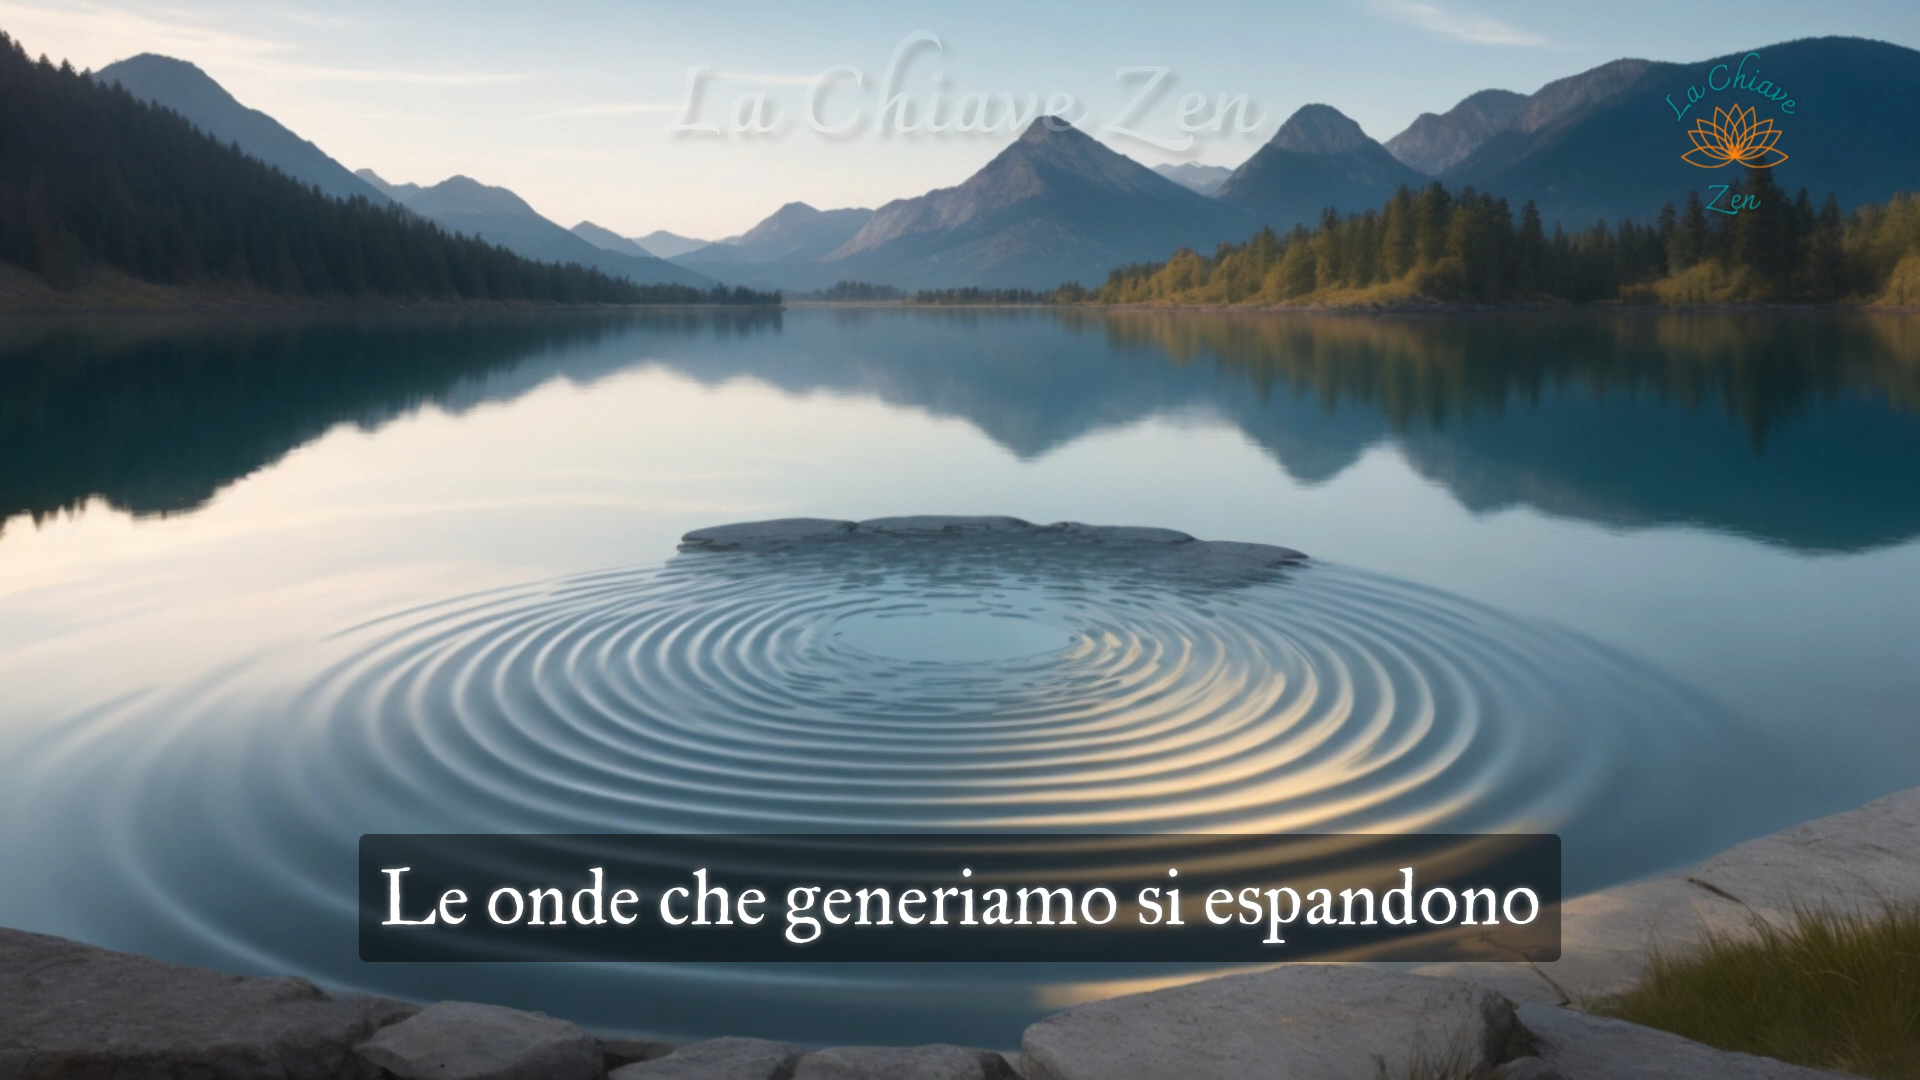 La Chiave Zen
La Chiave
Zen
Le onde che generiamo si espandono